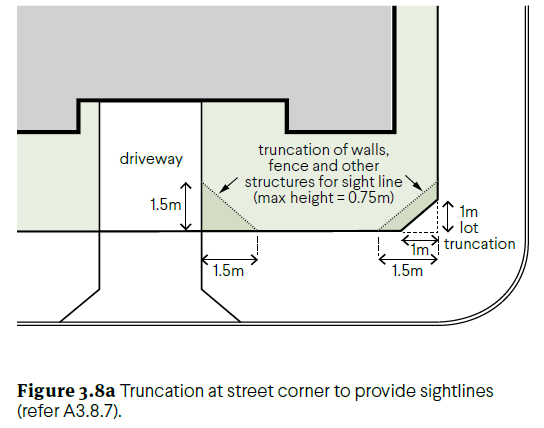 driveway
truncation of walls,
fence and other
structures for sight line
(max height = 0.75m)
1.5m
1m
lot
truncation
1m
1.5m
1.5m
Figure 3.8a Truncation at street corner to provide sightlines
(refer A3.8.7).